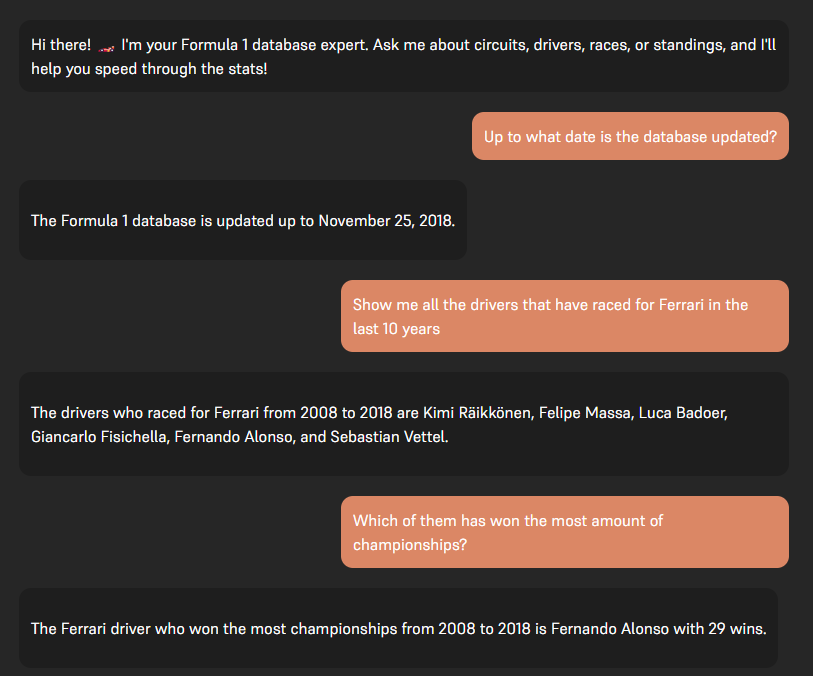 Hi there! 🏎️ I'm your Formula 1 database expert. Ask me about circuits, drivers, races, or standings, and I'll
help you speed through the stats!
Up to what date is the database updated?
The Formula 1 database is updated up to November 25, 2018.
Show me all the drivers that have raced for Ferrari in the
last 10 years
The drivers who raced for Ferrari from 2008 to 2018 are Kimi Räikkönen, Felipe Massa, Luca Badoer,
Giancarlo Fisichella, Fernando Alonso, and Sebastian Vettel.
Which of them has won the most amount of
championships?
The Ferrari driver who won the most championships from 2008 to 2018 is Fernando Alonso with 29 wins.